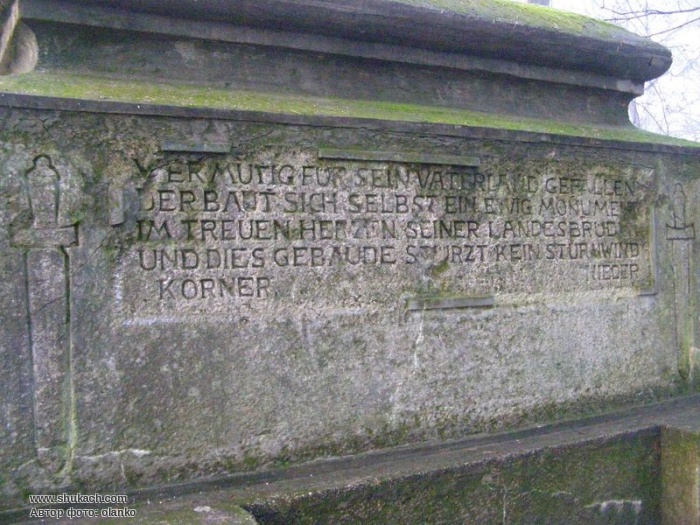 WER MUTIG FÜR SEIN VATERLAND GEFALLEN
DER BAUT SICH SELBST EIN EWIG MONUMENT
IM TREUEN HERZEN SEINER LANDESBRÜDER
UND DIES GEBÄUDE STÜRZT KEIN STURMWIND
NIEDER
KÖRNER
www.shukach.com
Автор фото: olanko